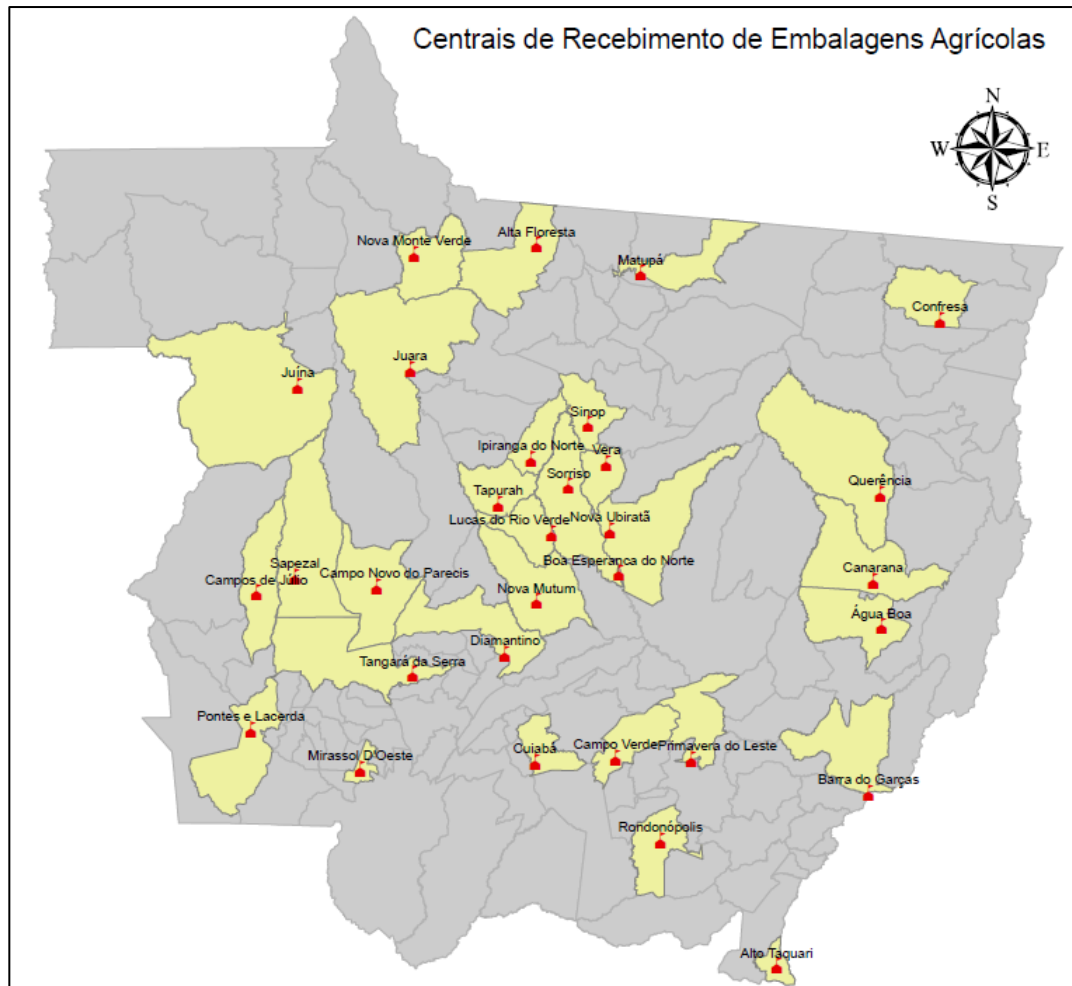 Centrais de Recebimento de Embalagens Agrícolas
N
W
E
S
Nova Monte Verde
Alta Floresta
Matupá
Confresa
Juara
Juína
Sinop
Ipiranga do Norte
Vera
Sorriso
Tapurah
Querência
Lucas do Rio Verde
Nova Ubiratã
Boa Esperança do Norte
Sapezal
Campo Novo do Parecis
Campos de Júlio
Canarana
Nova Mutum
Água Boa
Diamantino
Tangará da Serra
Pontes e Lacerda
Cuiabá
Campo Verde
Primavera do Leste
Mirassol D'Oeste
Barra do Garças
Rondonópolis
Alto Taquari